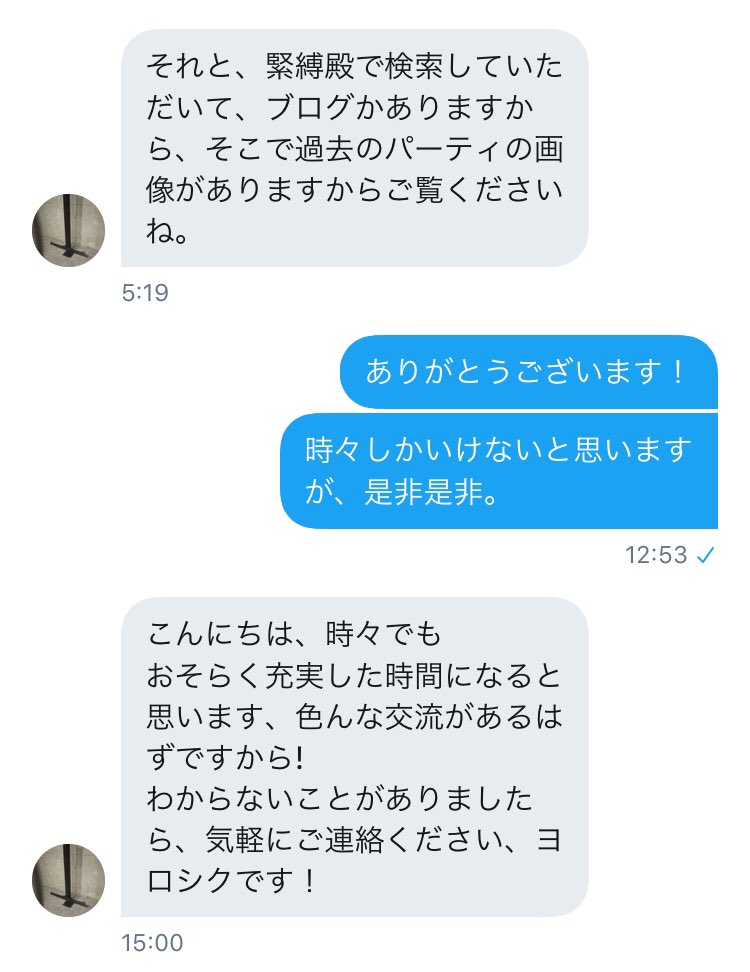 それと、緊縛殿で検索していた
だいて、ブログかありますか
ら、そこで過去のパーティの画
像がありますからご覧ください
ね。
5:19
ありがとうございます！
時々しかいけないと思います
が、是非是非。
12:53
こんにちは、時々でも
おそらく充実した時間になると
思います、色んな交流があるは
ずですから!
わからないことがありました
ら、気軽にご連絡ください、ヨ
ロシクです！
15:00